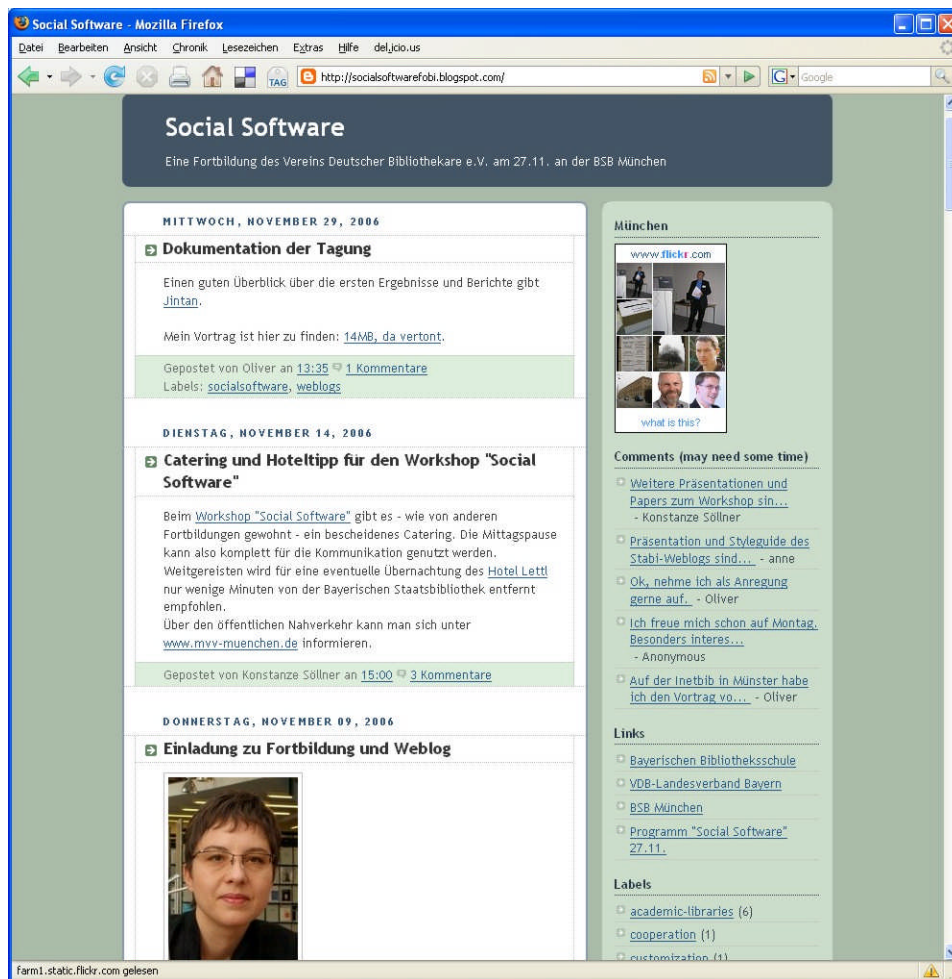 Social Software - Mozilla Firefox
Datei Bearbeiten Ansicht Chronik Lesezeichen Extras Hilfe del.icio.us
TAG
http://socialsoftwarefobi.blogspot.com/
Google
Social Software
Eine Fortbildung des Vereins Deutscher Bibliothekare e.V. am 27.11. an der BSB München
MITTWOCH, NOVEMBER 29, 2006
Dokumentation der Tagung
Einen guten Überblick über die ersten Ergebnisse und Berichte gibt
Jintan.
Mein Vortrag ist hier zu finden: 14MB, da vertont.
Gepostet von Oliver an 13:35 1 Kommentare
Labels: socialsoftware, weblogs
DIENSTAG, NOVEMBER 14, 2006
Catering und Hoteltipp für den Workshop "Social
Software"
Beim Workshop "Social Software" gibt es - wie von anderen
Fortbildungen gewohnt - ein bescheidenes Catering. Die Mittagspause
kann also komplett für die Kommunikation genutzt werden.
Weitgereisten wird für eine eventuelle Übernachtung des Hotel Lettl
nur wenige Minuten von der Bayerischen Staatsbibliothek entfernt
empfohlen.
Über den öffentlichen Nahverkehr kann man sich unter
www.mvv-muenchen.de informieren.
Gepostet von Konstanze Söllner an 15:00 3 Kommentare
DONNERSTAG, NOVEMBER 09, 2006
Einladung zu Fortbildung und Weblog
München
www.flickr.com
what is this?
Comments (may need some time)
Weitere Präsentationen und
Papers zum Workshop sin...
- Konstanze Söllner
Präsentation und Styleguide des
Stabi-Weblogs sind... - anne
Ok, nehme ich als Anregung
gerne auf. - Oliver
Ich freue mich schon auf Montag.
Besonders interes...
- Anonymous
Auf der Inetbib in Münster habe
ich den Vortrag vo... - Oliver
Links
Bayerischen Bibliotheksschule
VDB-Landesverband Bayern
BSB München
Programm "Social Software"
27.11.
Labels
academic-libraries (6)
cooperation (1)
customization (1)
farm1.static.flickr.com gelesen